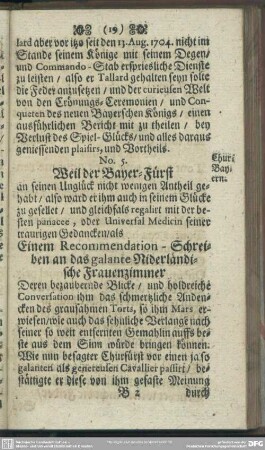 (19)
lard aber vor itzo seit den 13. Aug. 1704. nicht im
Stande seinem Könige mit seinem Degen/
und Commando-Stab ersprießliche Dienste
zu leisten / also er Tallard gehalten seyn solte
die Feder anzusetzen / und der curieusen Welt
von den Crönungs-Ceremonien / und Con-
queten des neuen Bayerschen Königs / einen
ausführlichen Bericht mit zu theilen / bey
Verlust des Spiel-Glücks / und alles daraus
geniessenden plaisirs, und Vortheils.
No. 5.
Chur-
Bay-
ern.
Weil der Bayer-Fürst
an seinen Unglück nicht wenigen Antheil ge-
habt / also ward er ihm auch in seinem Glücke
zu gesellet / und gleichfals regalirt mit der be-
sten panacee, oder Universal Medicin seiner
traurigen Gedancken/als
Einem Recommendation-Schrei-
ben an das galante Niderländi-
sche Frauenzimmer
Deren bezaubernde Blicke / und holdreiche
Conversation ihm das schmertzliche Anden-
cken des grausahmen Torts, so ihm Mars er-
wiesen/wie auch das sehnliche Verlangen nach
seiner so weit entfernten Gemahlin auffs be-
ste aus dem Sinn würde bringen können.
Wie nun besagter Churfürst vor einen ja so
galanten als genereusen Cavallier passirt / be-
stättigte er diese von ihm gefaste Meinung
B 2
durch